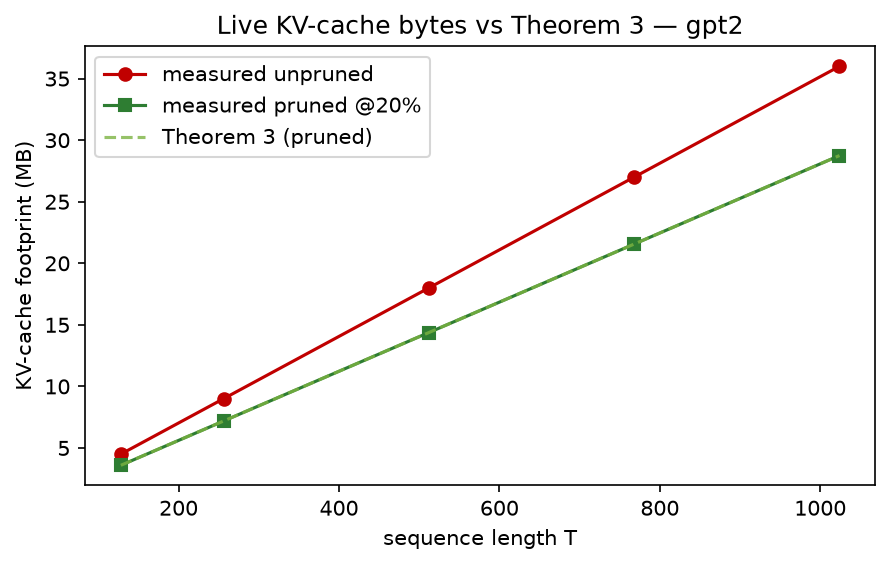 Live KV-cache bytes vs Theorem 3 — gpt2
measured unpruned
measured pruned @20%
Theorem 3 (pruned)
KV-cache footprint (MB)
35
30
25
20
15
10
5
200 400 600 800 1000
sequence length T